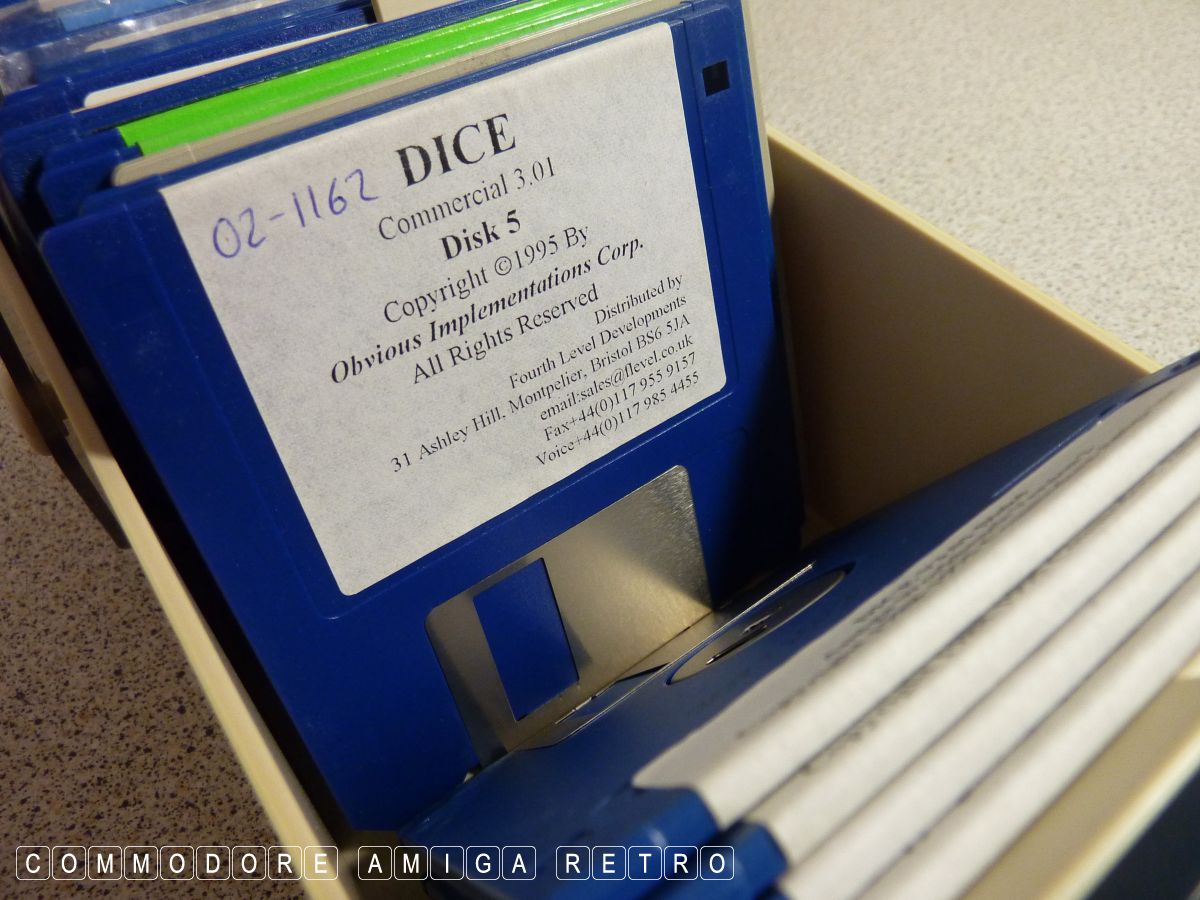 02-1162
DICE
Commercial 3.01
Disk 5
Copyright ©1995 By
Obvious Implementations Corp.
All Rights Reserved
Distributed by
Fourth Level Developments
31 Ashley Hill, Montpelier, Bristol BS6 5JA
email:sales@flevel.co.uk
Fax+44(0)117 955 9157
Voice+44(0)117 985 4455
COMMODORE AMIGA RETRO